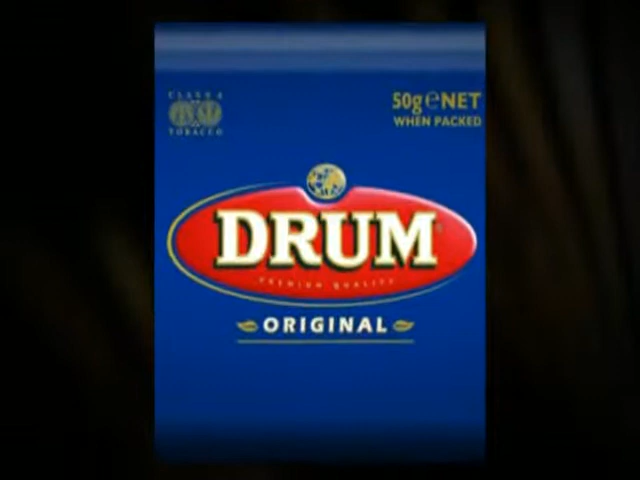 CLASS A
TOBACCO
50g e NET
WHEN PACKED
DRUM
PREMIUM QUALITY
ORIGINAL